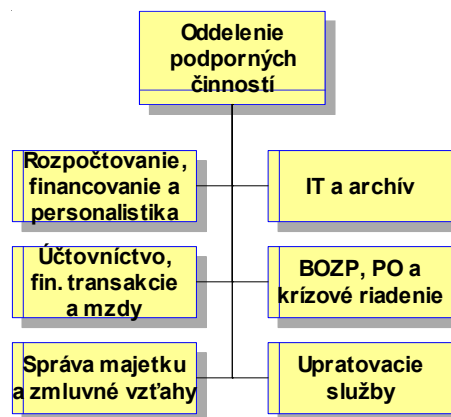 Oddelenie
podporných
činností
Rozpočtovanie,
financovanie a
personalistika
IT a archív
Účtovníctvo,
fin. transakcie
a mzdy
BOZP, PO a
krízové riadenie
Správa majetku
a zmluvné vzťahy
Upratovacie
služby